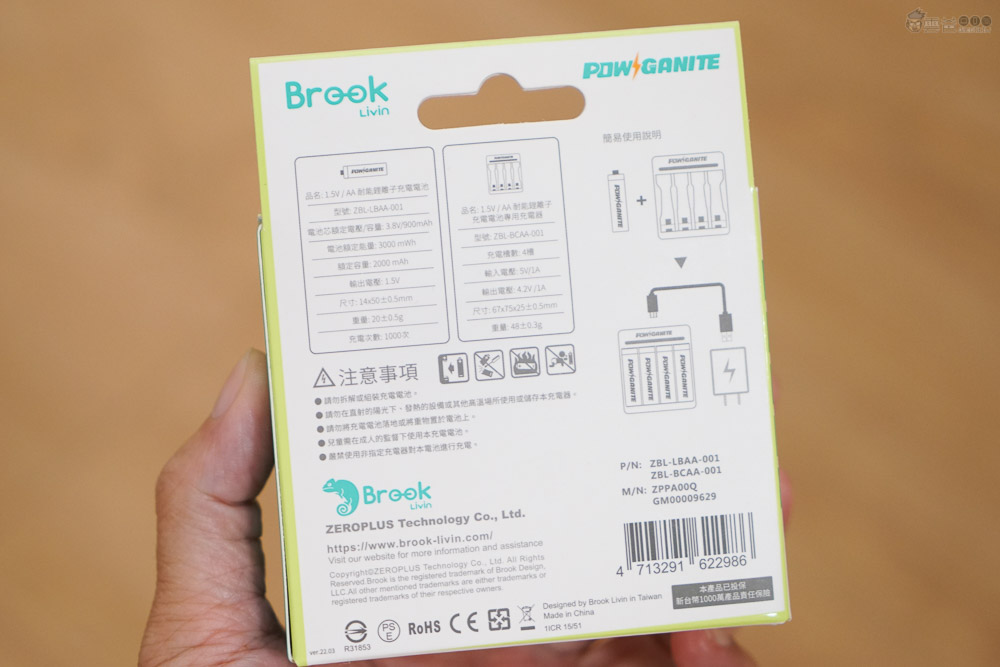 Brook
Livin
POWGANITE
POWGANITE
品名: 1.5V / AA 耐能鋰離子充電電池
型號: ZBL-LBAA-001
電池芯額定電壓/容量: 3.8V/900mAh
電池額定能量: 3000 mWh
額定容量: 2000 mAh
輸出電壓: 1.5V
尺寸: 14x50±0.5mm
重量: 20±0.5g
充電次數: 1000次
POWGANITE
品名: 1.5V / AA 耐能鋰離子
充電電池專用充電器
型號: ZBL-BCAA-001
充電槽數: 4槽
輸入電壓: 5V/1A
輸出電壓: 4.2V /1A
尺寸: 67x75x25±0.5mm
重量: 48±0.3g
簡易使用說明
POWGANITE
+
POWGANITE
POWGANITE
POWGANITE
POWGANITE
POWGANITE
POWGANITE
注意事項
●請勿拆解或組裝充電電池。
●請勿在直射的陽光下、發熱的設備或其他高溫場所使用或儲存本充電器。
●請勿將充電電池落地或將重物置於電池上。
●兒童需在成人的監督下使用本充電電池。
●嚴禁使用非指定充電器對本電池進行充電。
Brook
Livin
ZEROPLUS Technology Co., Ltd.
https://www.brook-livin.com/
Visit our website for more information and assistance
Copyright©ZEROPLUS Technology Co., Ltd. All Rights
Reserved.Brook is the registered trademark of Brook Design,
LLC.All other mentioned trademarks are either trademarks or
registered trademarks of their respective owners.
P/N: ZBL-LBAA-001
ZBL-BCAA-001
M/N: ZPPA00Q
GM00009629
4 713291 622986
本產品已投保
新台幣1000萬產品責任保險
ver:22.03
R31853
PS
E
RoHS
CE
Designed by Brook Livin in Taiwan
Made in China
1ICR 15/51